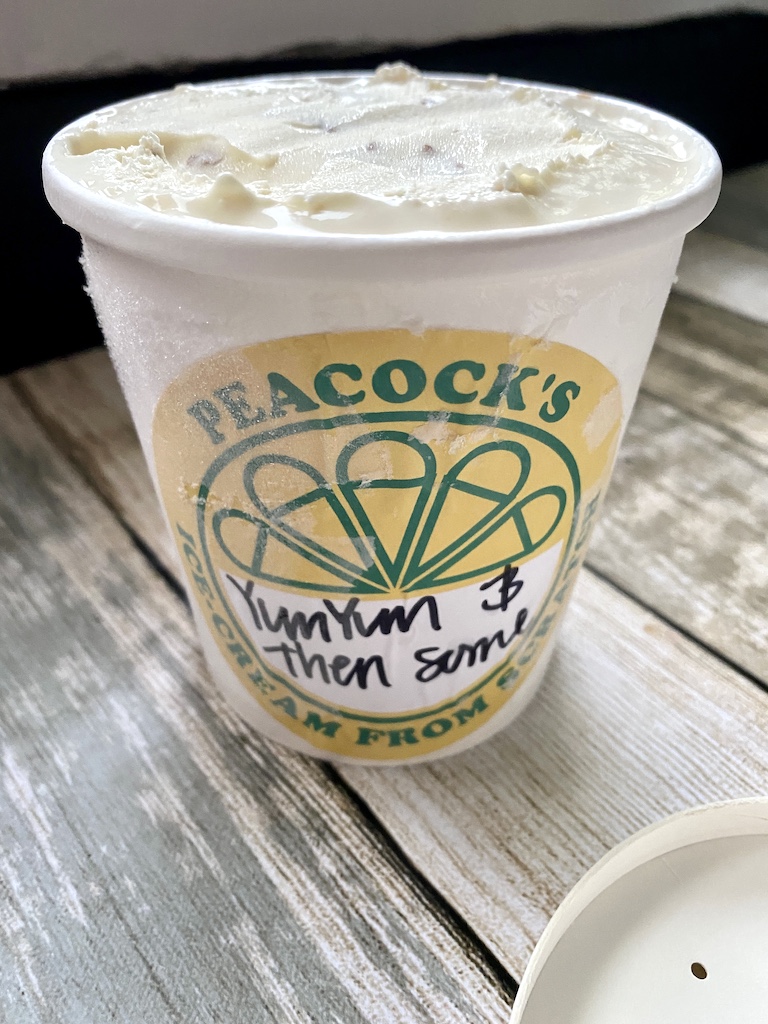 PEACOCK'S
YumYum &
Then Some
ICE-CREAM FROM SCRATCH